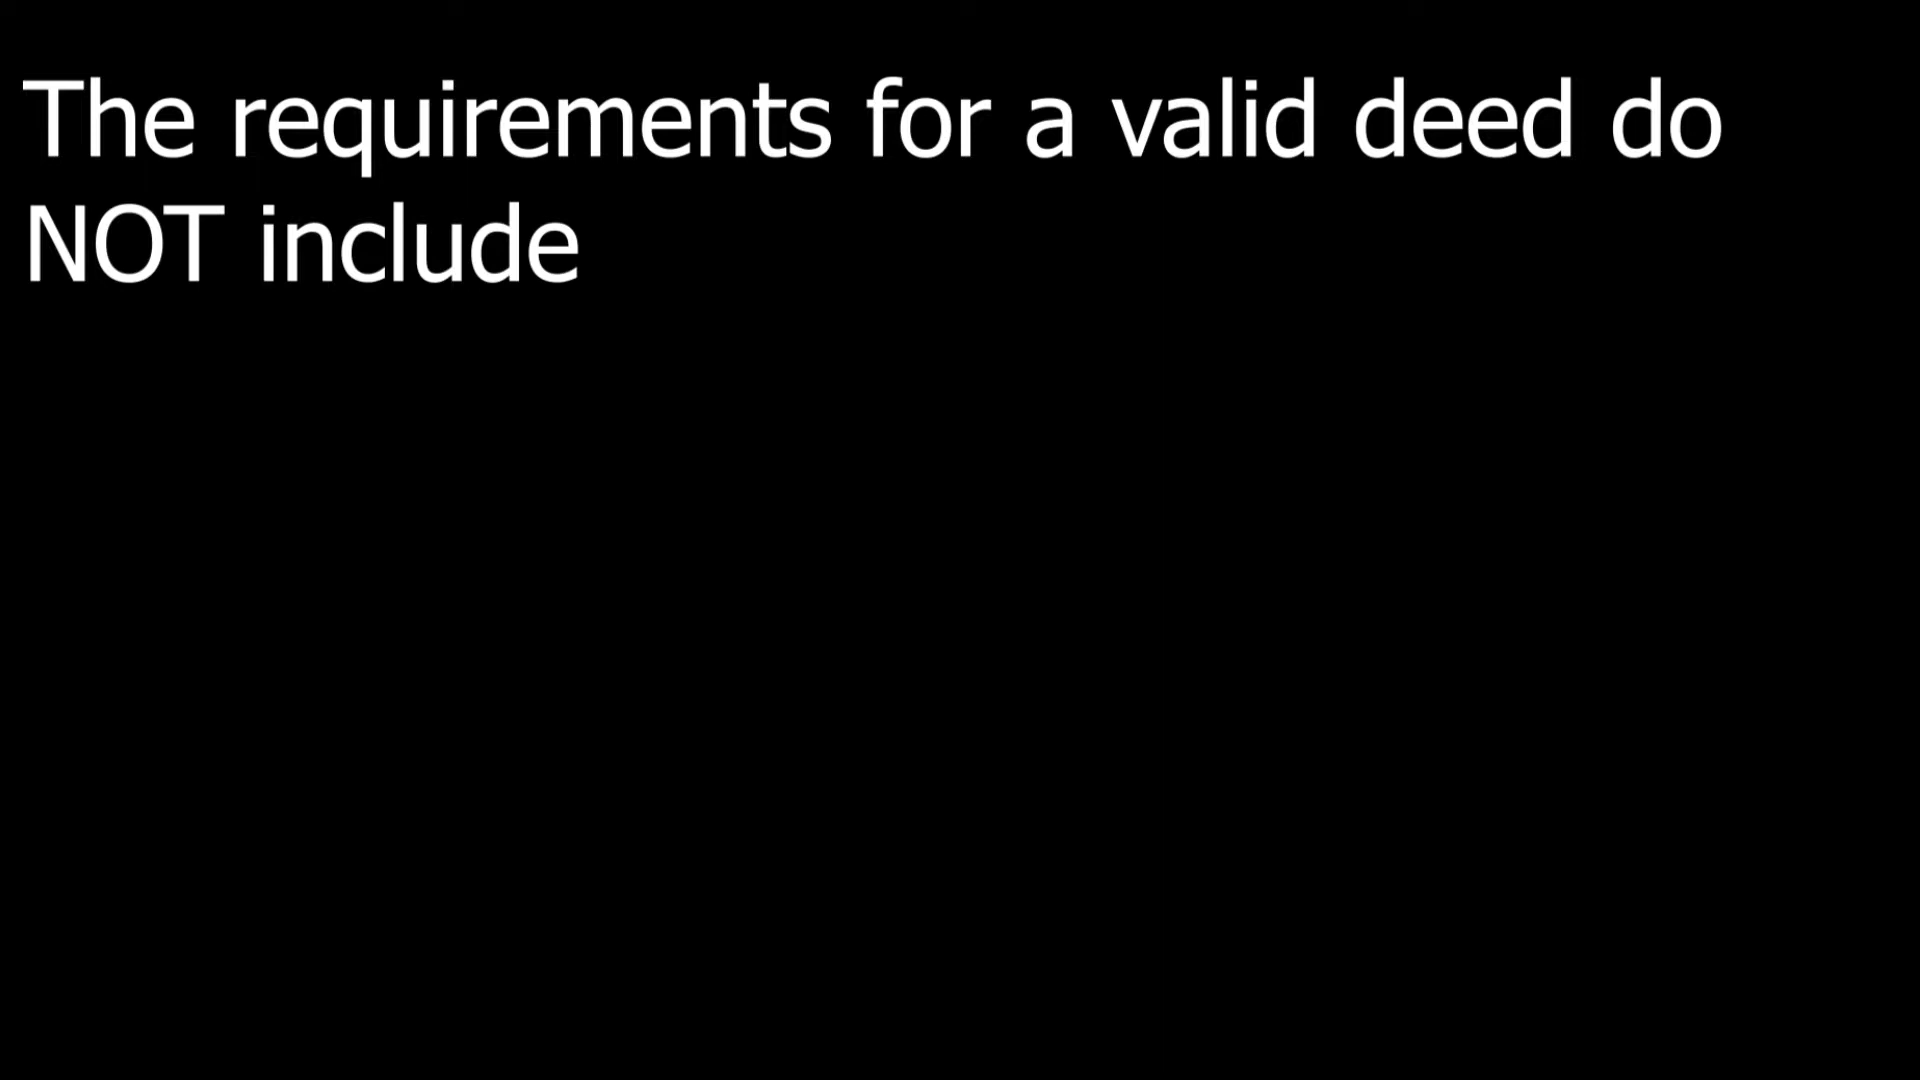 The requirements for a valid deed do
NOT include